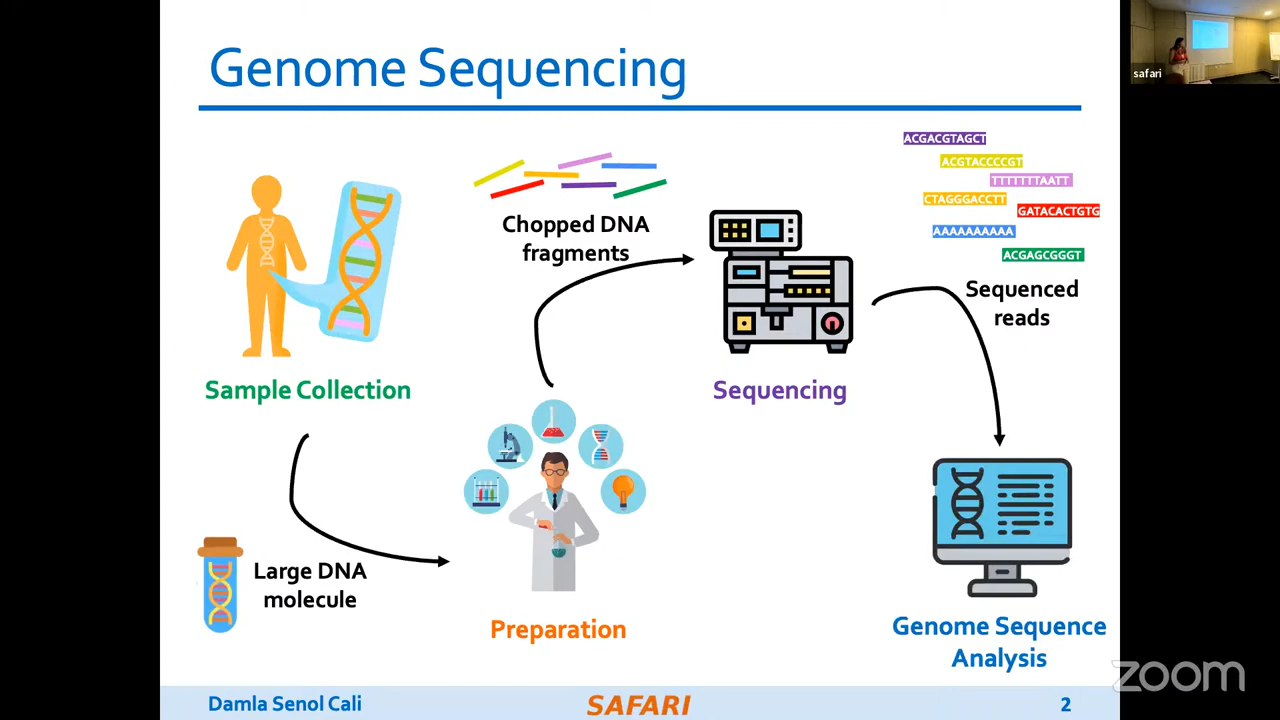 Genome Sequencing
safari
ACGACGTAGCT
ACGTACCCCGT
TTTTTTTAATT
CTAGGGACCTT
GATACACTGTG
AAAAAAAAAA
ACGAGCGGGT
Chopped DNA
fragments
Sequenced
reads
Sample Collection
Sequencing
Large DNA
molecule
Preparation
Genome Sequence
Analysis
zoom
Damla Senol Cali
SAFARI
2